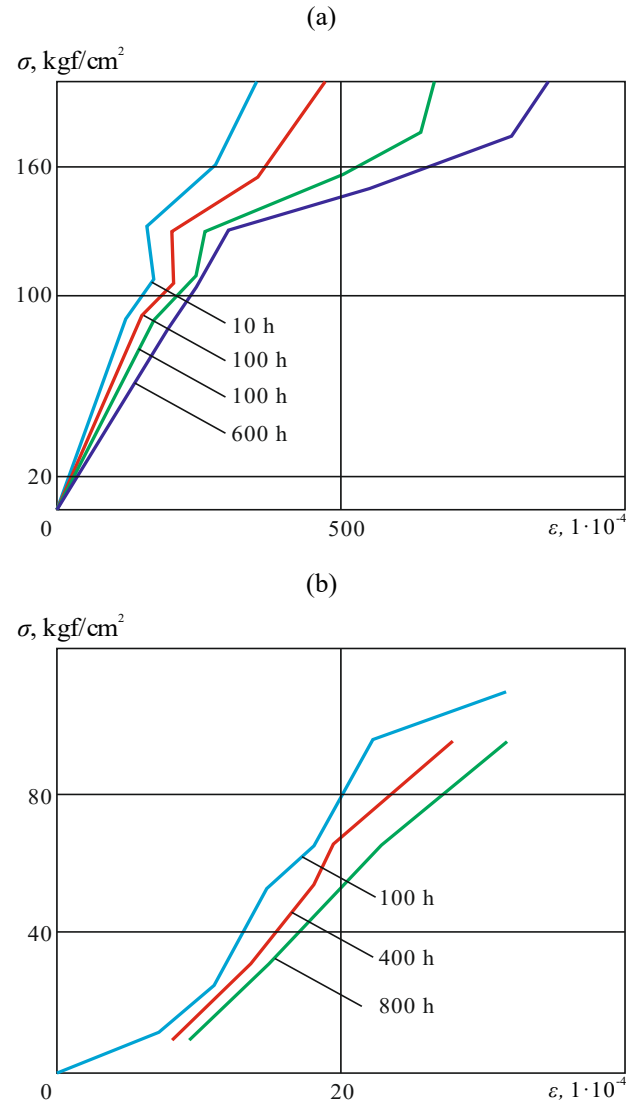 (a)
σ, kgf/cm²
160
100
10 h
100 h
100 h
600 h
20
0
500
ε, 1·10⁻⁴
(b)
σ, kgf/cm²
80
100 h
40
400 h
800 h
0
20
ε, 1·10⁻⁴